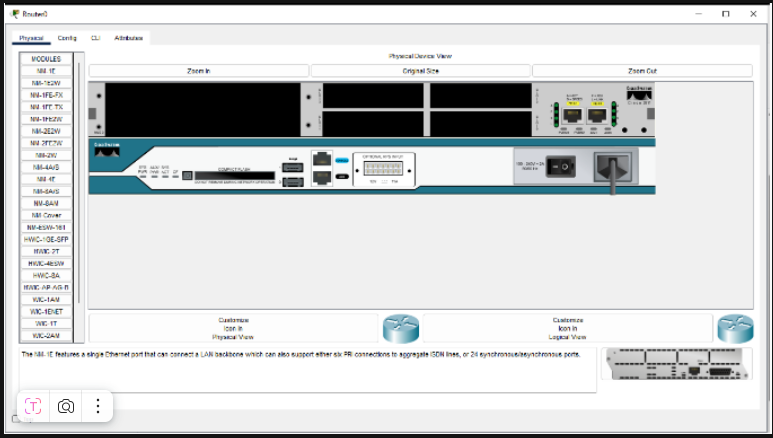 Router0
Physical Config CLI Attributes
MODULES
NM-1E
NM-1E2W
NM-1FE-FX
NM-1FE-TX
NM-1FE2W
NM-2E2W
NM-2FE2W
NM-2W
NM-4A/S
NM-4E
NM-8A/S
NM-8AM
NM-Cover
NM-ESW-161
HWIC-1GE-SFP
HWIC-2T
HWIC-4ESW
HWIC-8A
HWIC-AP-AG-B
WIC-1AM
WIC-1ENET
WIC-1T
WIC-2AM
Physical Device View
Zoom In Original Size Zoom Out
COMPACT FLASH
Customize
Icon in
Physical View
Customize
Icon in
Logical View
The NM-1E features a single Ethernet port that can connect a LAN backbone which can also support either six PRI connections to aggregate ISDN lines, or 24 synchronous/asynchronous ports.